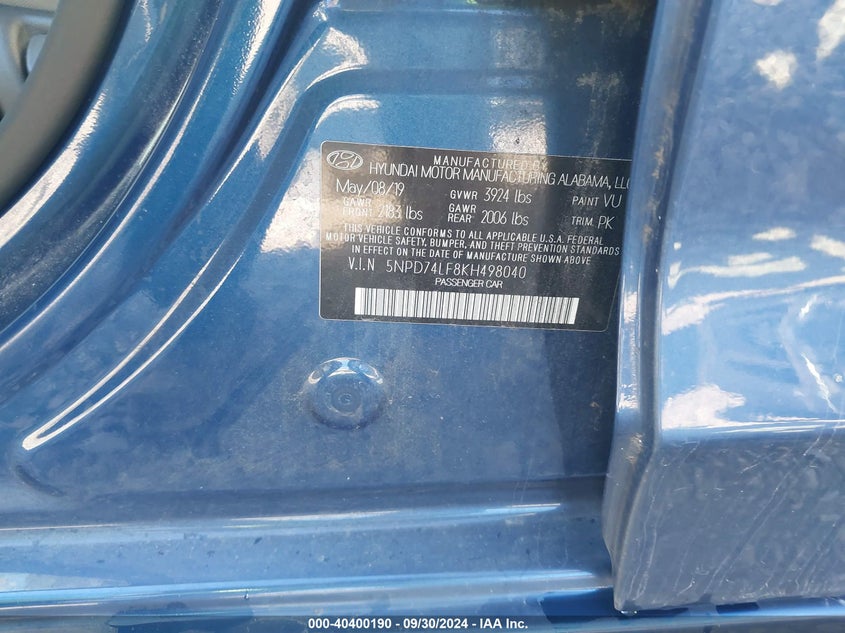 MANUFACTURED BY
HYUNDAI MOTOR MANUFACTURING ALABAMA, LLC
May/08/19 GVWR 3924 lbs PAINT VU
GAWR FRONT 2183 lbs GAWR REAR 2006 lbs TRIM. PK
THIS VEHICLE CONFORMS TO ALL APPLICABLE U.S.A. FEDERAL
MOTOR VEHICLE SAFETY, BUMPER, AND THEFT PREVENTION STANDARDS
IN EFFECT ON THE DATE OF MANUFACTURE SHOWN ABOVE
V.I.N 5NPD74LF8KH498040
PASSENGER CAR
000-40400190 - 09/30/2024 - IAA Inc.